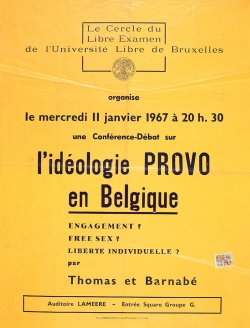 Le Cercle du
Libre Examen
de l'Université Libre de Bruxelles
organise
le mercredi 11 janvier 1967 à 20 h. 30
une Conférence-Débat sur
l'idéologie PROVO
en Belgique
ENGAGEMENT ?
FREE SEX ?
LIBERTE INDIVIDUELLE ?
par
Thomas et Barnabé
Auditoire LAMEERE - Entrée Square Groupe G.